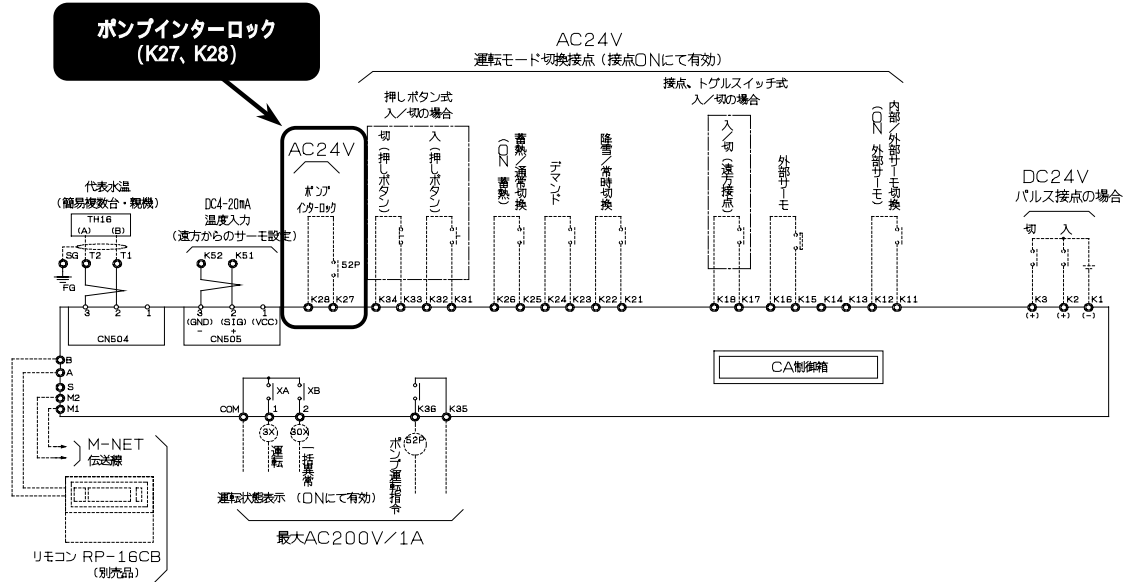 ポンプインターロック
(K27、K28)
AC24V
運転モード切換接点(接点ONにて有効)
押しボタン式
入/切の場合
接点、トグルスイッチ式
入/切の場合
AC24V
ポンプ
インターロック
52P
切(押しボタン)
入(押しボタン)
蓄熱/通常切換
(ON 蓄熱)
デマンド
降雪/常時切換
入/切(遠方接点)
外部サーモ
内部/外部サーモ切換
(ON 外部サーモ)
DC24V
パルス接点の場合
切 入
代表水温
(簡易複数台・親機)
TH16
(A) (B)
SG T2 T1
FG
DC4-20mA
温度入力
(遠方からのサーモ設定)
K52 K51
K28 K27 K34 K33 K32 K31 K26 K25 K24 K23 K22 K21 K18 K17 K16 K15 K14 K13 K12 K11 K3 K2 K1
(+) (+) (-)
3 2 1
CN504
3 2 1
(GND) (SIG) (VCC)
- +
CN505
CA制御箱
B
A
S
M2
M1
M-NET
伝送線
リモコン RP-16CB
(別売品)
XA XB
COM 1 2 K36 K35
3X 30X 52P
運転
一括異常
ポンプ運転指令
運転状態表示 (ONにて有効)
最大AC200V/1A